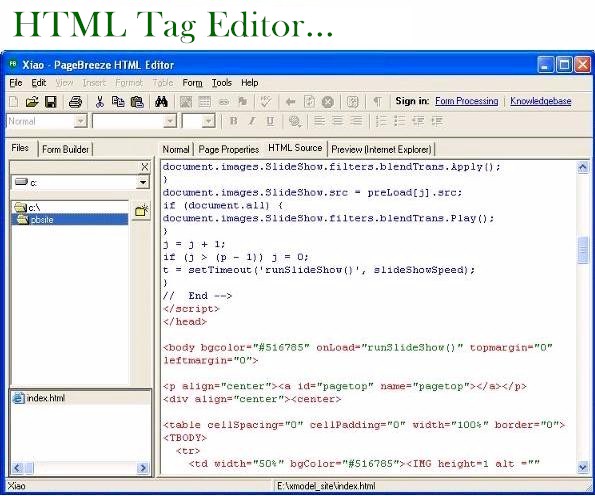 HTML Tag Editor...
Xiao - PageBreeze HTML Editor
File Edit View Insert Format Table Form Tools Help
Sign in: Form Processing | Knowledgebase
Normal
B I U
Files Form Builder
Normal Page Properties HTML Source Preview (Internet Explorer)
X
c:
c:\
pbsite
index.html
document.images.SlideShow.filters.blendTrans.Apply();
}
document.images.SlideShow.src = preLoad[j].src;
if (document.all) {
document.images.SlideShow.filters.blendTrans.Play();
}
j = j + 1;
if (j > (p - 1)) j = 0;
t = setTimeout('runSlideShow()', slideShowSpeed);
}
//  End -->
</script>
</head>
<body bgcolor="#516785" onLoad="runSlideShow()" topmargin="0"
leftmargin="0">
<p align="center"><a id="pagetop" name="pagetop"></a></p>
<div align="center"><center>
<table cellSpacing="0" cellPadding="0" width="100%" border="0">
<TBODY>
<tr>
<td width="50%" bgColor="#516785"><IMG height=1 alt =""
Xiao
E:\xmodel_site\index.html